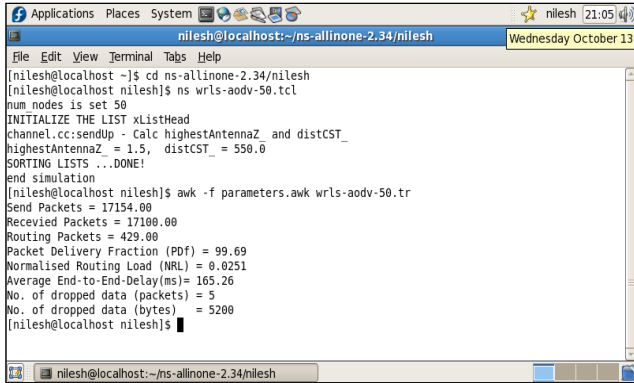 Applications Places System nilesh 21:05
nilesh@localhost:~/ns-allinone-2.34/nilesh
Wednesday October 13
File Edit View Terminal Tabs Help
[nilesh@localhost ~]$ cd ns-allinone-2.34/nilesh
[nilesh@localhost nilesh]$ ns wrls-aodv-50.tcl
num_nodes is set 50
INITIALIZE THE LIST xListHead
channel.cc:sendUp - Calc highestAntennaZ_ and distCST_
highestAntennaZ_ = 1.5,  distCST_ = 550.0
SORTING LISTS ...DONE!
end simulation
[nilesh@localhost nilesh]$ awk -f parameters.awk wrls-aodv-50.tr
Send Packets = 17154.00
Recevied Packets = 17100.00
Routing Packets = 429.00
Packet Delivery Fraction (PDf) = 99.69
Normalised Routing Load (NRL) = 0.0251
Average End-to-End-Delay(ms)= 165.26
No. of dropped data (packets) = 5
No. of dropped data (bytes)   = 5200
[nilesh@localhost nilesh]$
nilesh@localhost:~/ns-allinone-2.34/nilesh